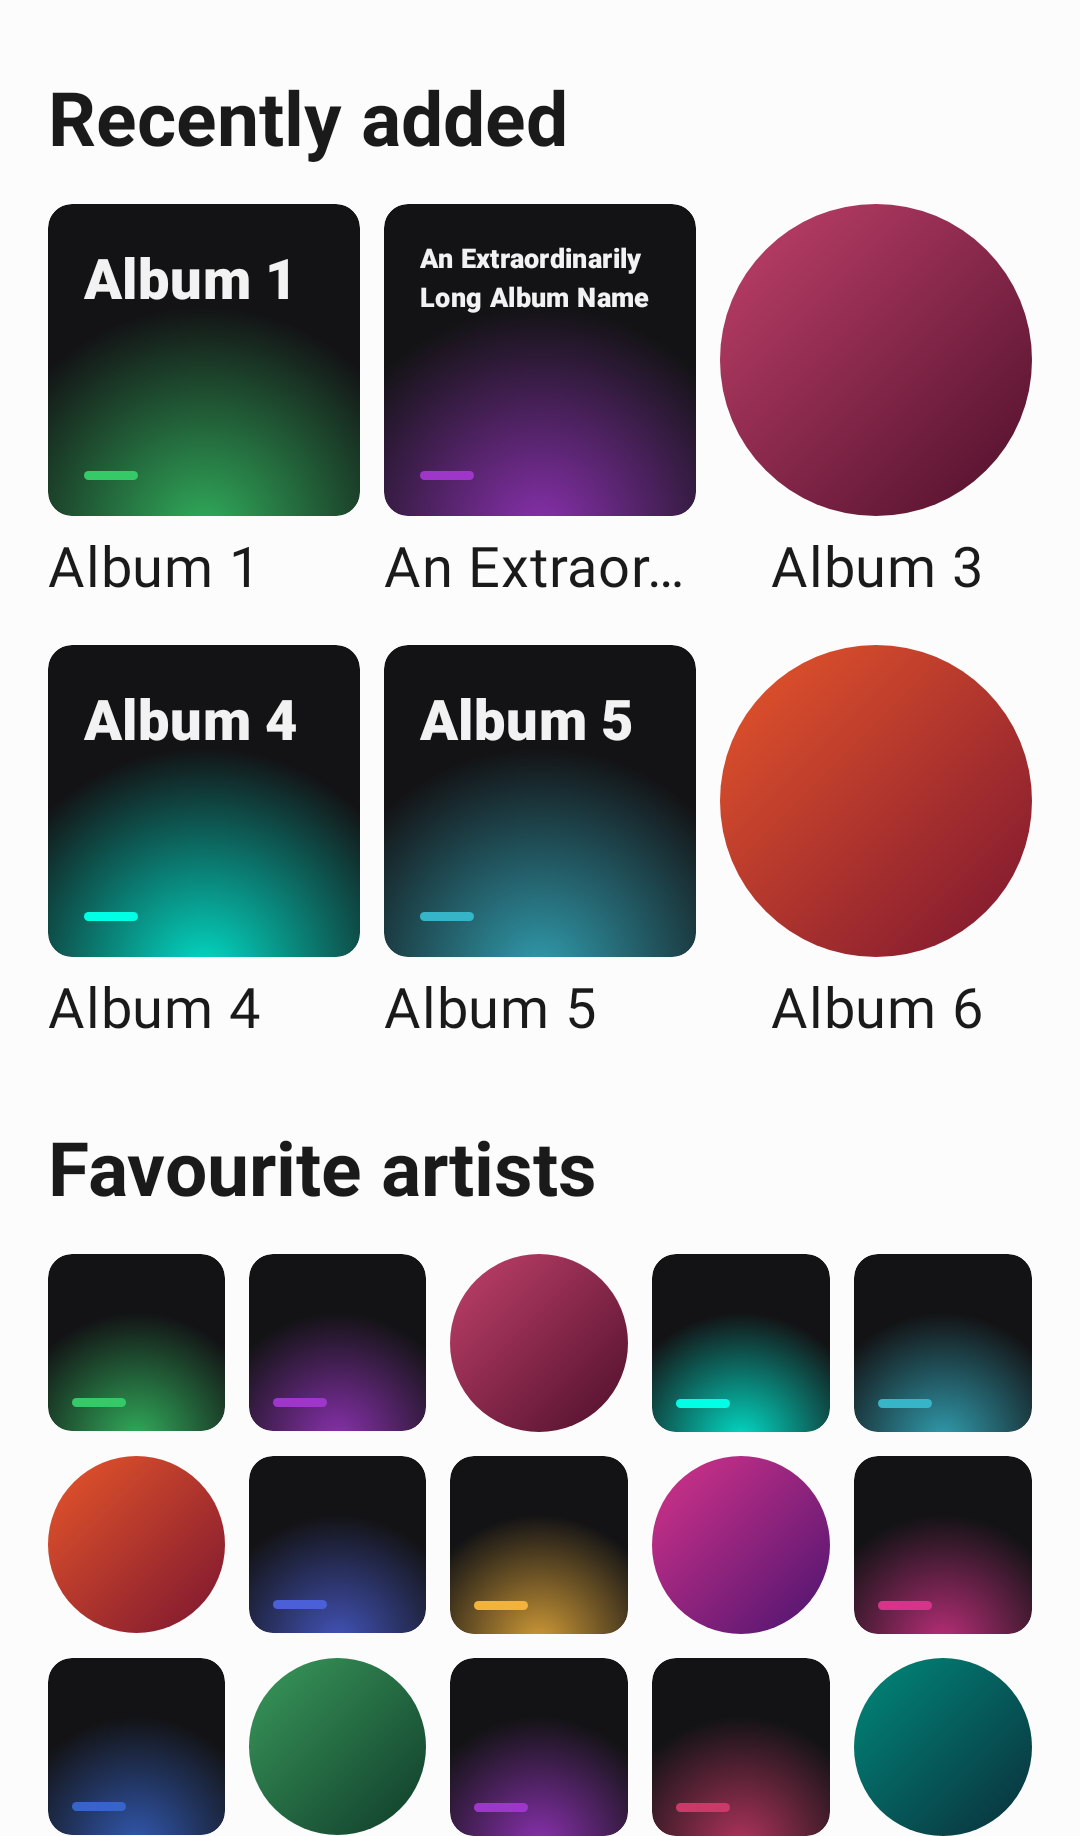 Recently added
Album 1
An Extraordinarily
Long Album Name
Album 1
An Extraor...
Album 3
Album 4
Album 5
Album 4
Album 5
Album 6
Favourite artists